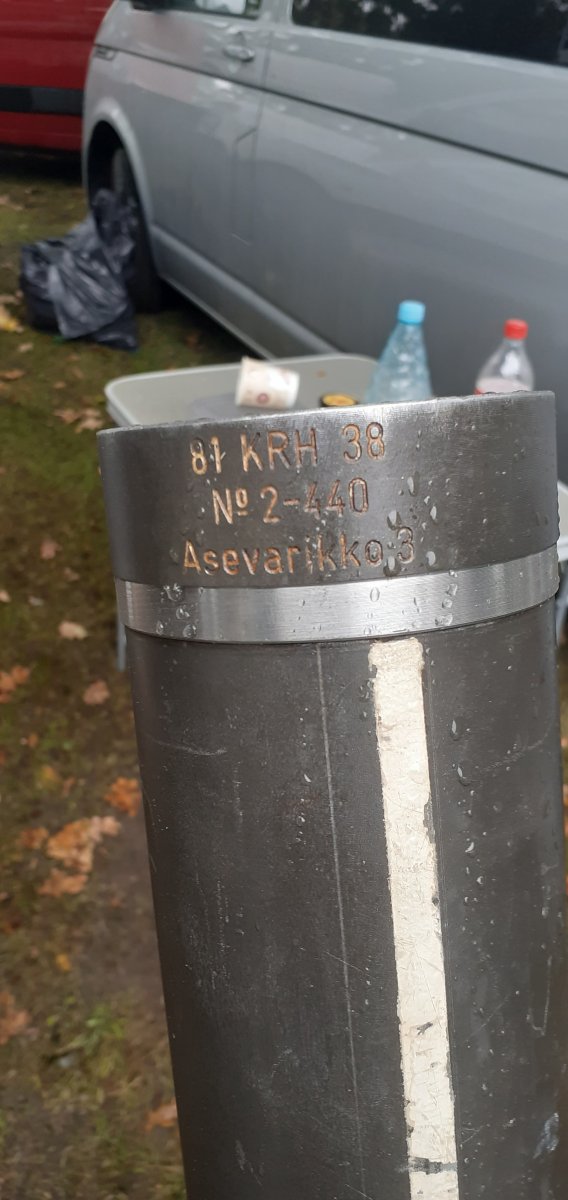 81 KRH 38
Nº 2-440
Asevarikko 3